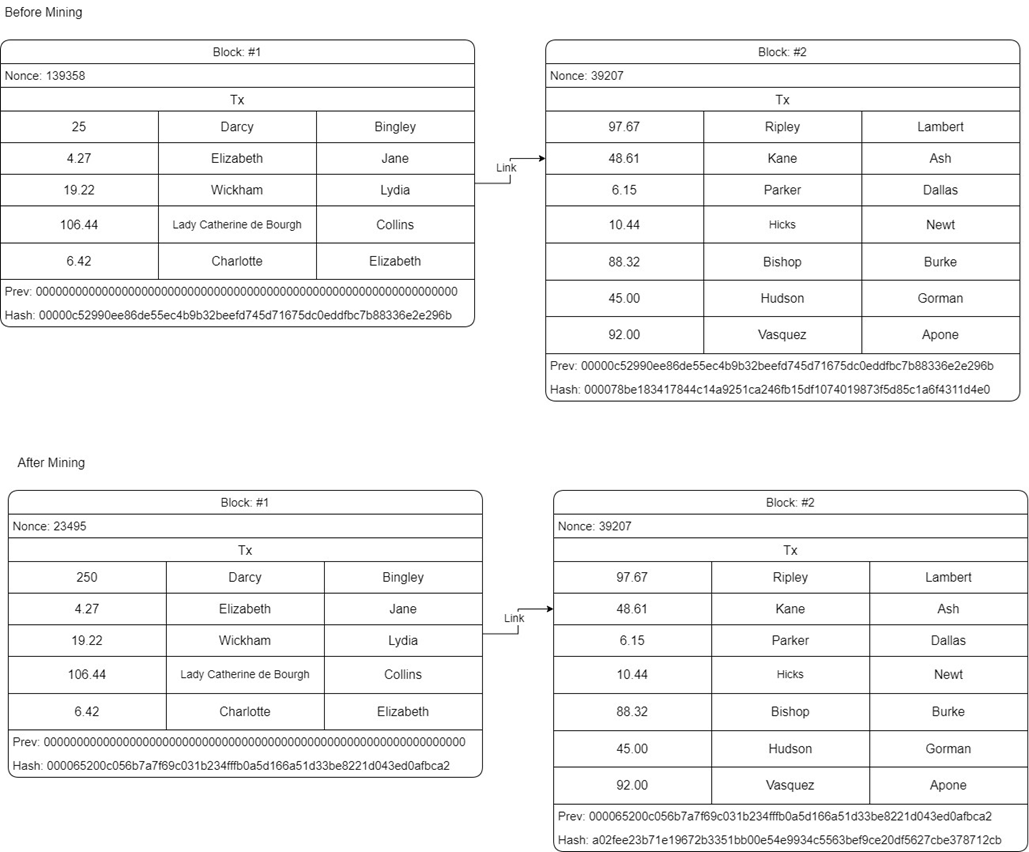 Before Mining
Block: #1
Nonce: 139358
Tx
25 Darcy Bingley
4.27 Elizabeth Jane
19.22 Wickham Lydia
106.44 Lady Catherine de Bourgh Collins
6.42 Charlotte Elizabeth
Prev: 0000000000000000000000000000000000000000000000000000000000000000
Hash: 00000c52990ee86de55ec4b9b32beefd745d71675dc0eddfbc7b88336e2e296b
Link
Block: #2
Nonce: 39207
Tx
97.67 Ripley Lambert
48.61 Kane Ash
6.15 Parker Dallas
10.44 Hicks Newt
88.32 Bishop Burke
45.00 Hudson Gorman
92.00 Vasquez Apone
Prev: 00000c52990ee86de55ec4b9b32beefd745d71675dc0eddfbc7b88336e2e296b
Hash: 000078be183417844c14a9251ca246fb15df1074019873f5d85c1a6f4311d4e0
After Mining
Block: #1
Nonce: 23495
Tx
250 Darcy Bingley
4.27 Elizabeth Jane
19.22 Wickham Lydia
106.44 Lady Catherine de Bourgh Collins
6.42 Charlotte Elizabeth
Prev: 0000000000000000000000000000000000000000000000000000000000000000
Hash: 000065200c056b7a7f69c031b234fffb0a5d166a51d33be8221d043ed0afbca2
Link
Block: #2
Nonce: 39207
Tx
97.67 Ripley Lambert
48.61 Kane Ash
6.15 Parker Dallas
10.44 Hicks Newt
88.32 Bishop Burke
45.00 Hudson Gorman
92.00 Vasquez Apone
Prev: 000065200c056b7a7f69c031b234fffb0a5d166a51d33be8221d043ed0afbca2
Hash: a02fee23b71e19672b3351bb00e54e9934c5563bef9ce20df5627cbe378712cb